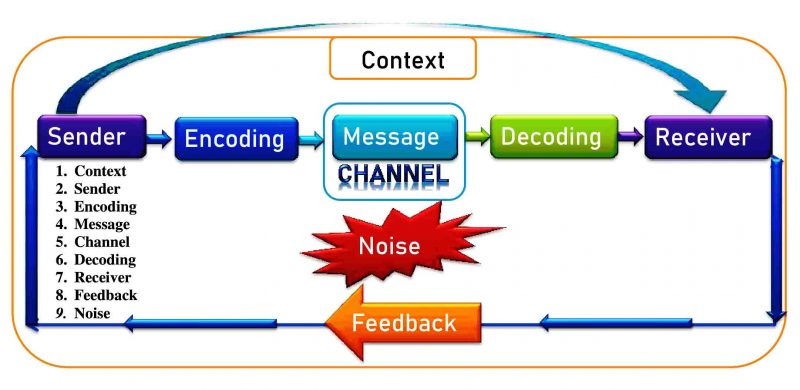 Context
Sender
Encoding
Message
Decoding
Receiver
CHANNEL
1. Context
2. Sender
3. Encoding
4. Message
5. Channel
6. Decoding
7. Receiver
8. Feedback
9. Noise
Noise
Feedback